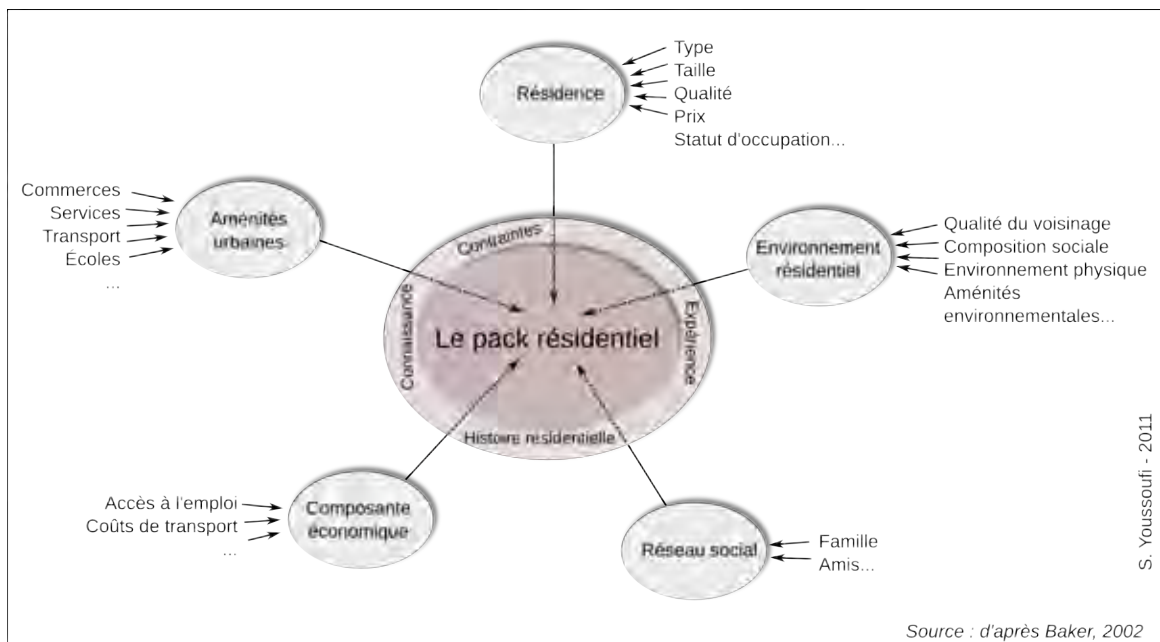 Résidence
Type
Taille
Qualité
Prix
Statut d'occupation...
Commerces
Services
Transport
Écoles
...
Aménités
urbaines
Environnement
résidentiel
Qualité du voisinage
Composition sociale
Environnement physique
Aménités
environnementales...
Contraintes
Connaissance
Expérience
Le pack résidentiel
Histoire résidentielle
Accès à l'emploi
Coûts de transport
...
Composante
économique
Réseau social
Famille
Amis...
S. Youssoufi - 2011
Source : d'après Baker, 2002